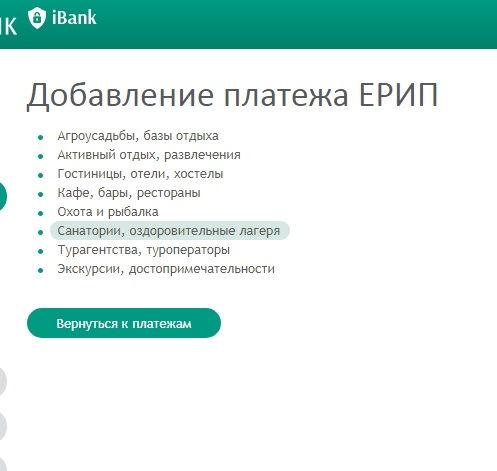 НК
iBank
Добавление платежа ЕРИП
Агроусадьбы, базы отдыха
Активный отдых, развлечения
Гостиницы, отели, хостелы
Кафе, бары, рестораны
Охота и рыбалка
Санатории, оздоровительные лагеря
Турагентства, туроператоры
Экскурсии, достопримечательности
Вернуться к платежам